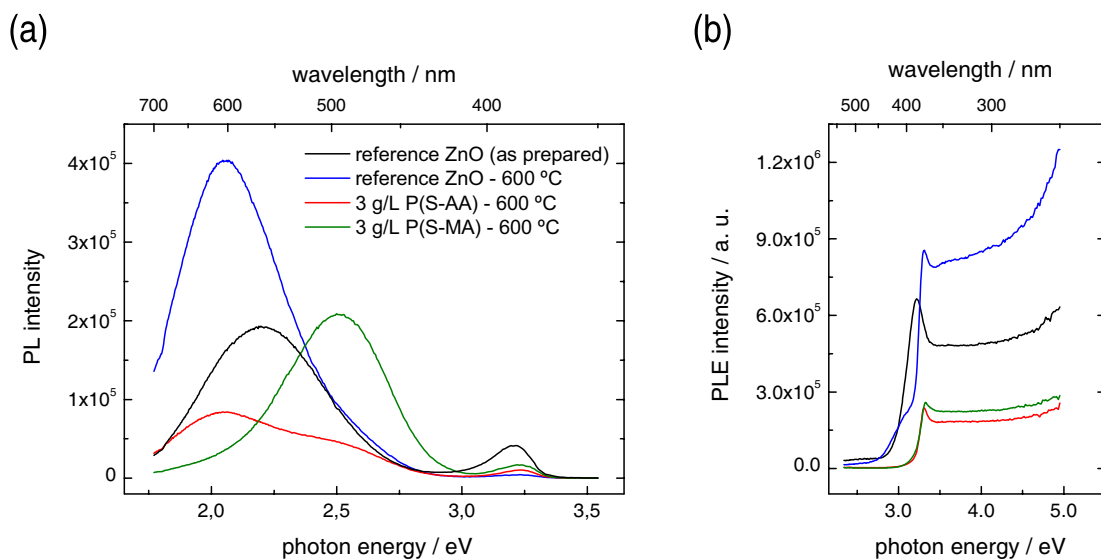 (a)
wavelength / nm
700 600 500 400
4x10⁵
2x10⁵
0
PL intensity
reference ZnO (as prepared)
reference ZnO - 600 ºC
3 g/L P(S-AA) - 600 ºC
3 g/L P(S-MA) - 600 ºC
2,0 2,5 3,0 3,5
photon energy / eV
(b)
wavelength / nm
500 400 300
1.2x10⁶
9.0x10⁵
6.0x10⁵
3.0x10⁵
0.0
PLE intensity / a. u.
3.0 4.0 5.0
photon energy / eV